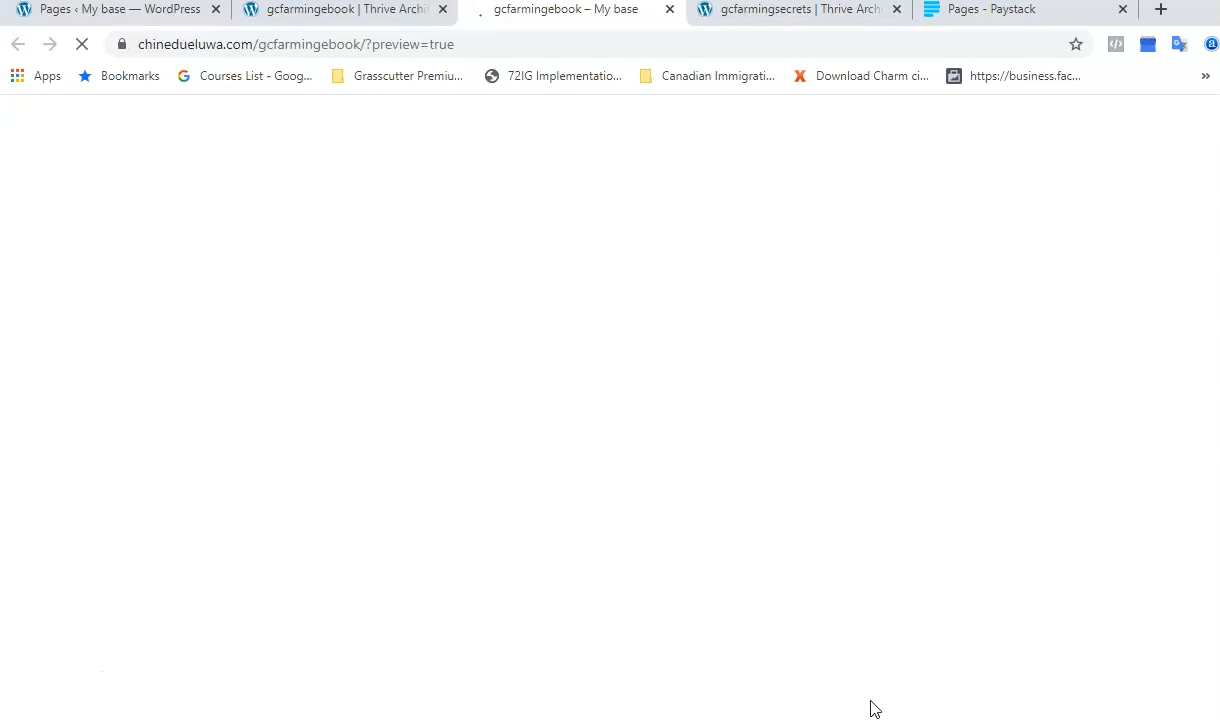 Pages ‹ My base — WordPress
gcfarmingebook | Thrive Archi
gcfarmingebook – My base
gcfarmingsecrets | Thrive Arch
Pages - Paystack
chinedueluwa.com/gcfarmingebook/?preview=true
Apps
Bookmarks
Courses List - Goog...
Grasscutter Premiu...
72IG Implementatio...
Canadian Immigrati...
Download Charm ci...
https://business.fac...